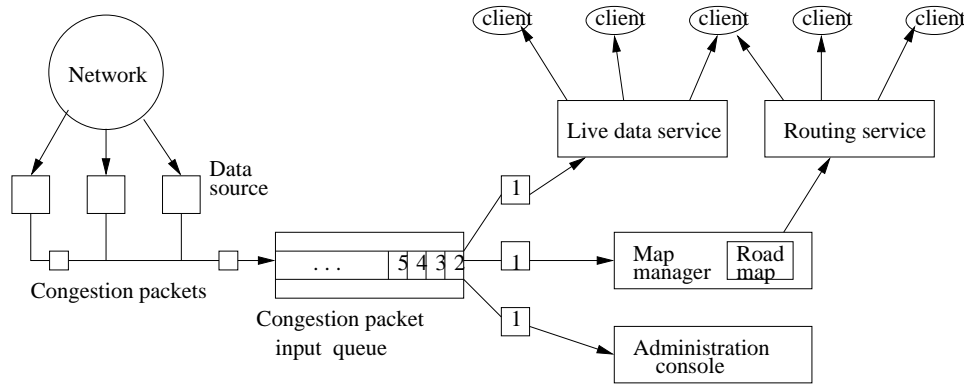 client client client client client
Network
Live data service
Routing service
Data
source
1
1
1
. . . 5 4 3 2
Map
manager
Road
map
Congestion packets
Congestion packet
input queue
Administration
console